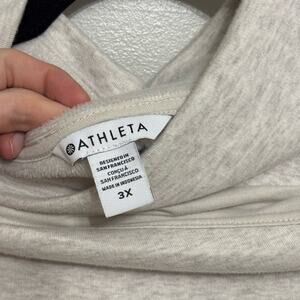 ATHLETA
DESIGNED IN
SAN FRANCISCO
CONÇU À
SAN FRANCISCO
MADE IN INDONESIA
3X